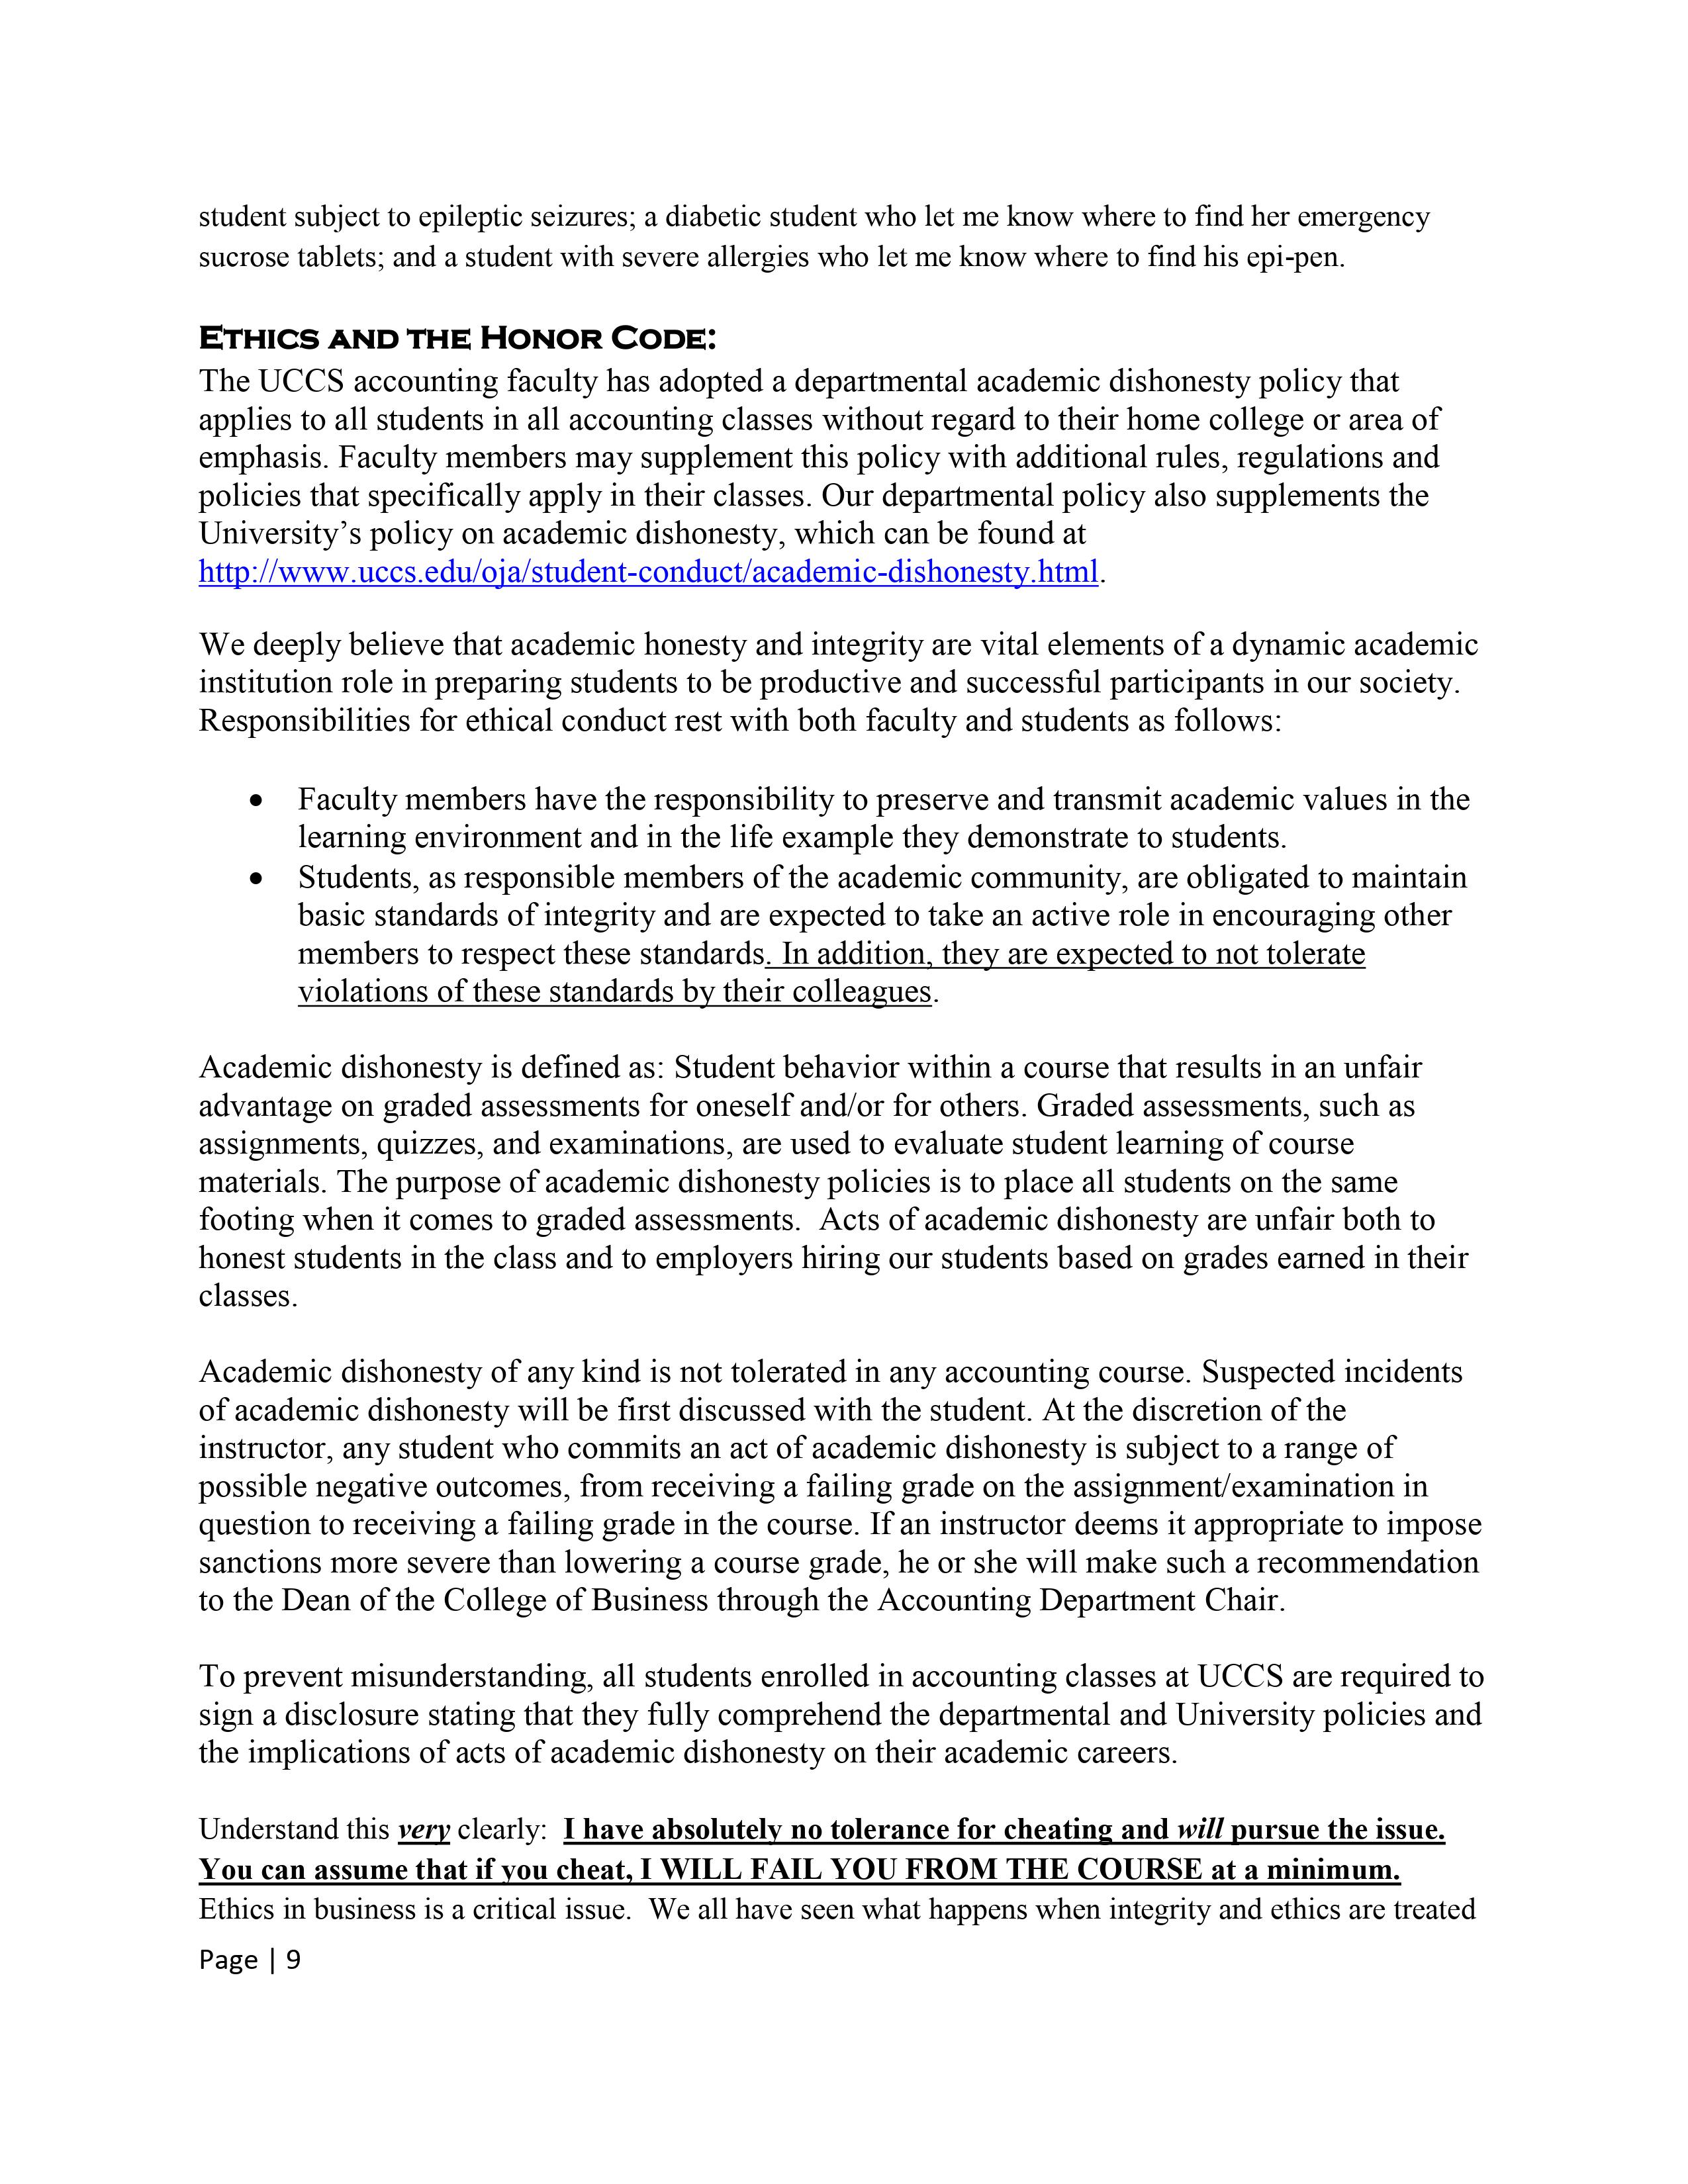 student subject to epileptic seizures; a diabetic student who let me know where to find her emergency
sucrose tablets; and a student with severe allergies who let me know where to find his epi-pen.
Ethics and the Honor Code:
The UCCS accounting faculty has adopted a departmental academic dishonesty policy that
applies to all students in all accounting classes without regard to their home college or area of
emphasis. Faculty members may supplement this policy with additional rules, regulations and
policies that specifically apply in their classes. Our departmental policy also supplements the
University’s policy on academic dishonesty, which can be found at
http://www.uccs.edu/oja/student-conduct/academic-dishonesty.html.
We deeply believe that academic honesty and integrity are vital elements of a dynamic academic
institution role in preparing students to be productive and successful participants in our society.
Responsibilities for ethical conduct rest with both faculty and students as follows:
• Faculty members have the responsibility to preserve and transmit academic values in the
learning environment and in the life example they demonstrate to students.
• Students, as responsible members of the academic community, are obligated to maintain
basic standards of integrity and are expected to take an active role in encouraging other
members to respect these standards. In addition, they are expected to not tolerate
violations of these standards by their colleagues.
Academic dishonesty is defined as: Student behavior within a course that results in an unfair
advantage on graded assessments for oneself and/or for others. Graded assessments, such as
assignments, quizzes, and examinations, are used to evaluate student learning of course
materials. The purpose of academic dishonesty policies is to place all students on the same
footing when it comes to graded assessments.  Acts of academic dishonesty are unfair both to
honest students in the class and to employers hiring our students based on grades earned in their
classes.
Academic dishonesty of any kind is not tolerated in any accounting course. Suspected incidents
of academic dishonesty will be first discussed with the student. At the discretion of the
instructor, any student who commits an act of academic dishonesty is subject to a range of
possible negative outcomes, from receiving a failing grade on the assignment/examination in
question to receiving a failing grade in the course. If an instructor deems it appropriate to impose
sanctions more severe than lowering a course grade, he or she will make such a recommendation
to the Dean of the College of Business through the Accounting Department Chair.
To prevent misunderstanding, all students enrolled in accounting classes at UCCS are required to
sign a disclosure stating that they fully comprehend the departmental and University policies and
the implications of acts of academic dishonesty on their academic careers.
Understand this very clearly:  I have absolutely no tolerance for cheating and will pursue the issue.
You can assume that if you cheat, I WILL FAIL YOU FROM THE COURSE at a minimum.
Ethics in business is a critical issue.  We all have seen what happens when integrity and ethics are treated
Page | 9